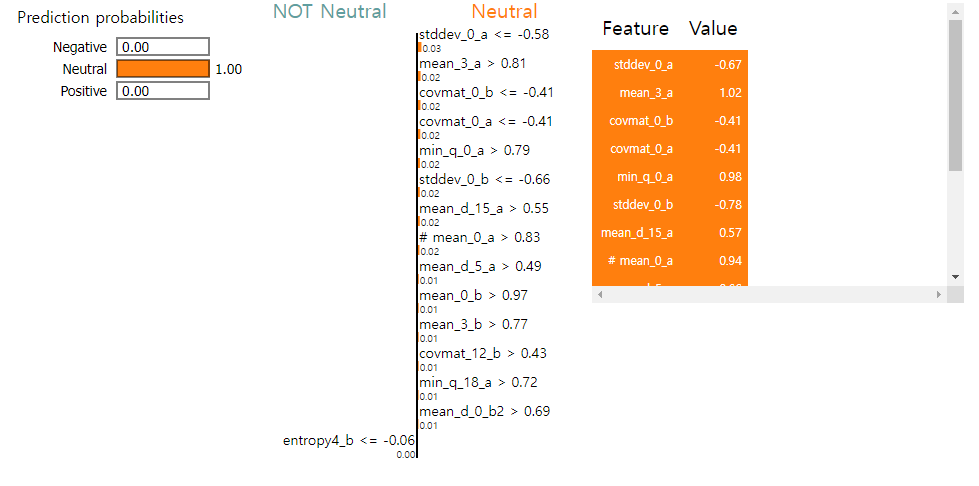 Prediction probabilities
Negative 0.00
Neutral 1.00
Positive 0.00
NOT Neutral Neutral
stddev_0_a <= -0.58
0.03
mean_3_a > 0.81
0.02
covmat_0_b <= -0.41
0.02
covmat_0_a <= -0.41
0.02
min_q_0_a > 0.79
0.02
stddev_0_b <= -0.66
0.02
mean_d_15_a > 0.55
0.02
# mean_0_a > 0.83
0.02
mean_d_5_a > 0.49
0.01
mean_0_b > 0.97
0.01
mean_3_b > 0.77
0.01
covmat_12_b > 0.43
0.01
min_q_18_a > 0.72
0.01
mean_d_0_b2 > 0.69
0.01
entropy4_b <= -0.06
0.00
Feature Value
stddev_0_a -0.67
mean_3_a 1.02
covmat_0_b -0.41
covmat_0_a -0.41
min_q_0_a 0.98
stddev_0_b -0.78
mean_d_15_a 0.57
# mean_0_a 0.94